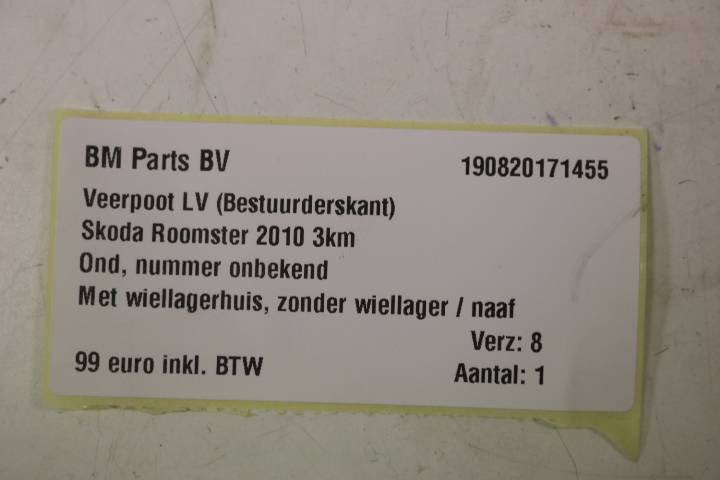 BM Parts BV 190820171455
Veerpoot LV (Bestuurderskant)
Skoda Roomster 2010 3km
Ond, nummer onbekend
Met wiellagerhuis, zonder wiellager / naaf
Verz: 8
99 euro inkl. BTW Aantal: 1